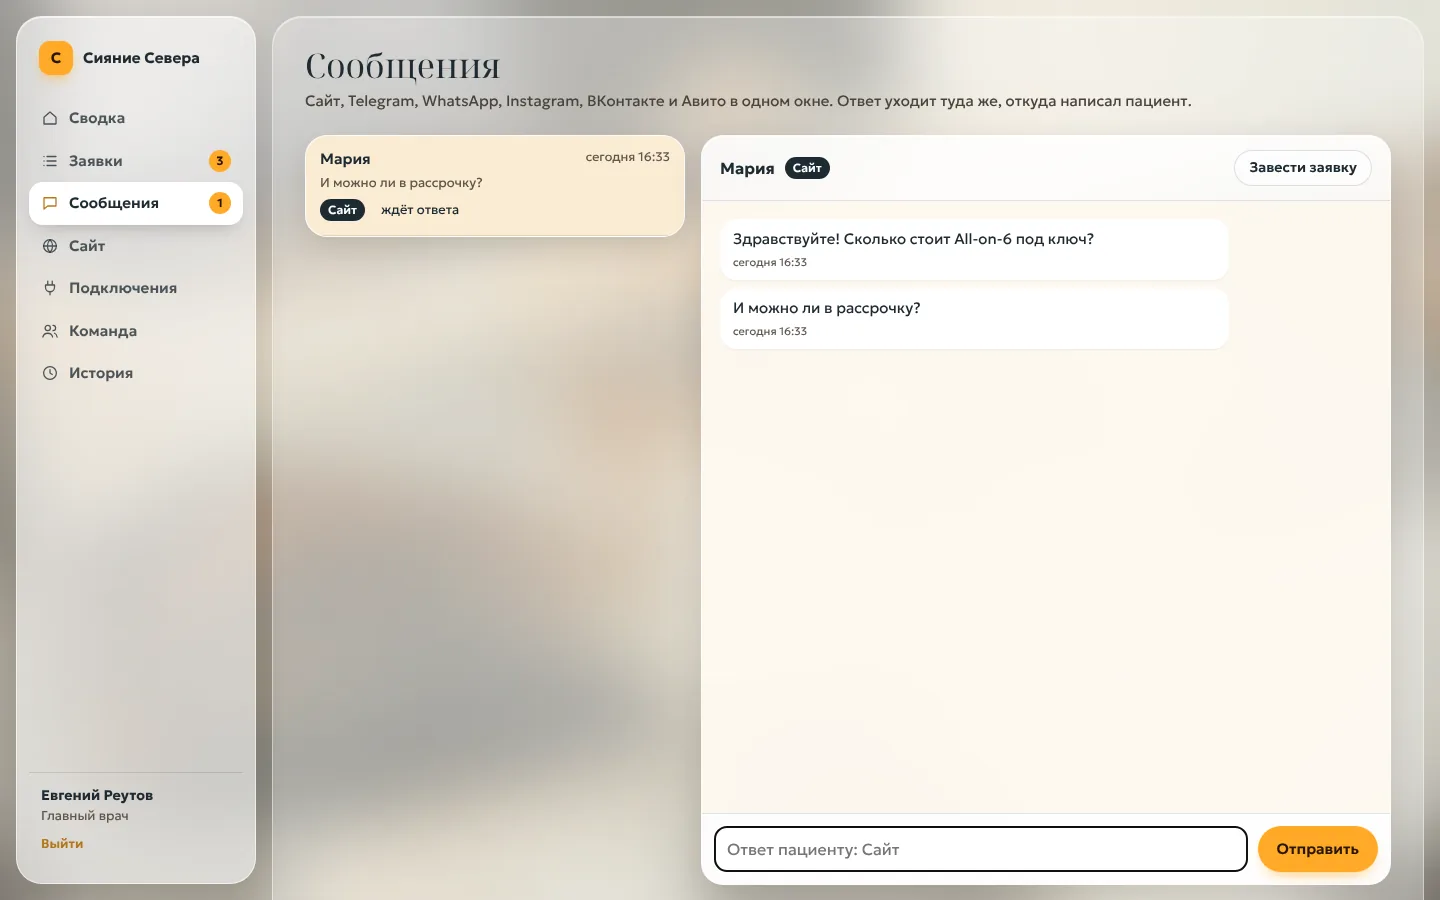 С
Сияние Севера
Сводка
Заявки 3
Сообщения 1
Сайт
Подключения
Команда
История
Евгений Реутов
Главный врач
Выйти
Сообщения
Сайт, Telegram, WhatsApp, Instagram, ВКонтакте и Авито в одном окне. Ответ уходит туда же, откуда написал пациент.
Мария сегодня 16:33
И можно ли в рассрочку?
Сайт ждёт ответа
Мария Сайт Завести заявку
Здравствуйте! Сколько стоит All-on-6 под ключ?
сегодня 16:33
И можно ли в рассрочку?
сегодня 16:33
Ответ пациенту: Сайт Отправить